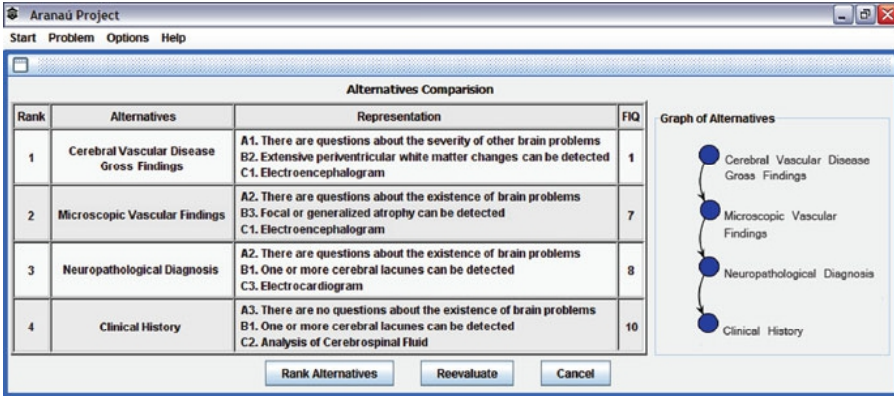 Aranaú Project
Start Problem Options Help
Alternatives Comparision
Rank Alternatives Representation FIQ
1 Cerebral Vascular Disease Gross Findings
A1. There are questions about the severity of other brain problems
B2. Extensive periventricular white matter changes can be detected
C1. Electroencephalogram
1
2 Microscopic Vascular Findings
A2. There are questions about the existence of brain problems
B3. Focal or generalized atrophy can be detected
C1. Electroencephalogram
7
3 Neuropathological Diagnosis
A2. There are questions about the existence of brain problems
B1. One or more cerebral lacunes can be detected
C3. Electrocardiogram
8
4 Clinical History
A3. There are no questions about the existence of brain problems
B1. One or more cerebral lacunes can be detected
C2. Analysis of Cerebrospinal Fluid
10
Rank Alternatives Reevaluate Cancel
Graph of Alternatives
Cerebral Vascular Disease
Gross Findings
Microscopic Vascular
Findings
Neuropathological Diagnosis
Clinical History